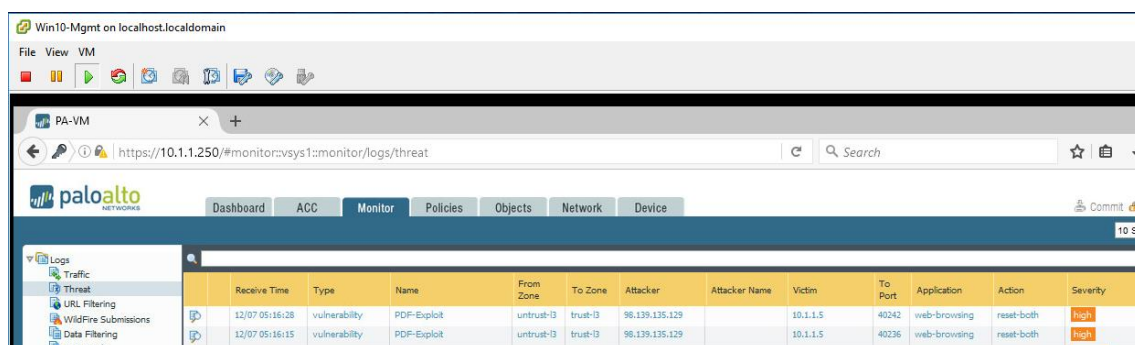 Win10-Mgmt on localhost.localdomain
File View VM
PA-VM
https://10.1.1.250/#monitor::vsys1::monitor/logs/threat
Search
paloalto
NETWORKS
Dashboard ACC Monitor Policies Objects Network Device
Commit
10 S
Logs
Traffic
Threat
URL Filtering
WildFire Submissions
Data Filtering
Receive Time Type Name From Zone To Zone Attacker Attacker Name Victim To Port Application Action Severity
12/07 05:16:28 vulnerability PDF-Exploit untrust-l3 trust-l3 98.139.135.129 10.1.1.5 40242 web-browsing reset-both high
12/07 05:16:15 vulnerability PDF-Exploit untrust-l3 trust-l3 98.139.135.129 10.1.1.5 40236 web-browsing reset-both high